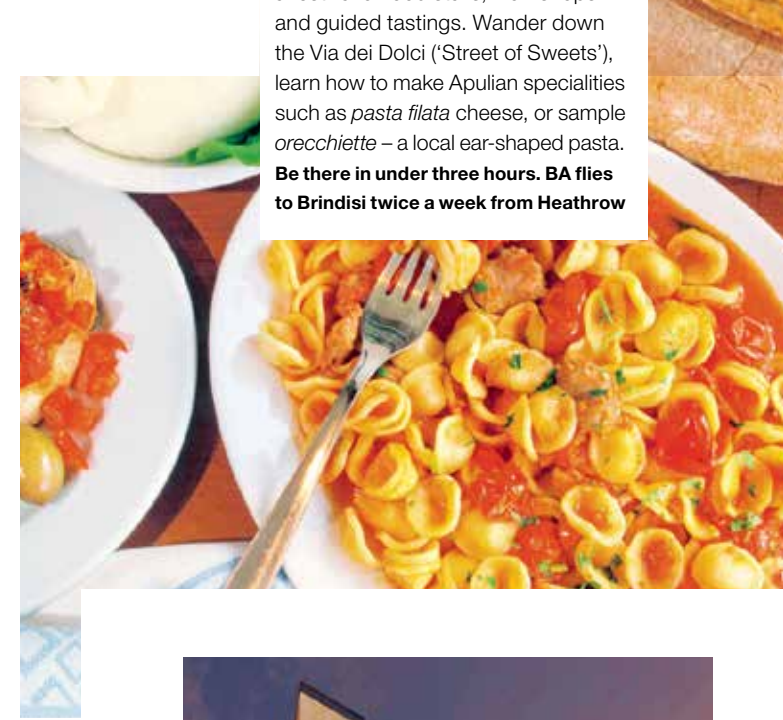 and guided tastings. Wander down
the Via dei Dolci (‘Street of Sweets’),
learn how to make Apulian specialities
such as pasta filata cheese, or sample
orecchiette – a local ear-shaped pasta.
Be there in under three hours. BA flies
to Brindisi twice a week from Heathrow